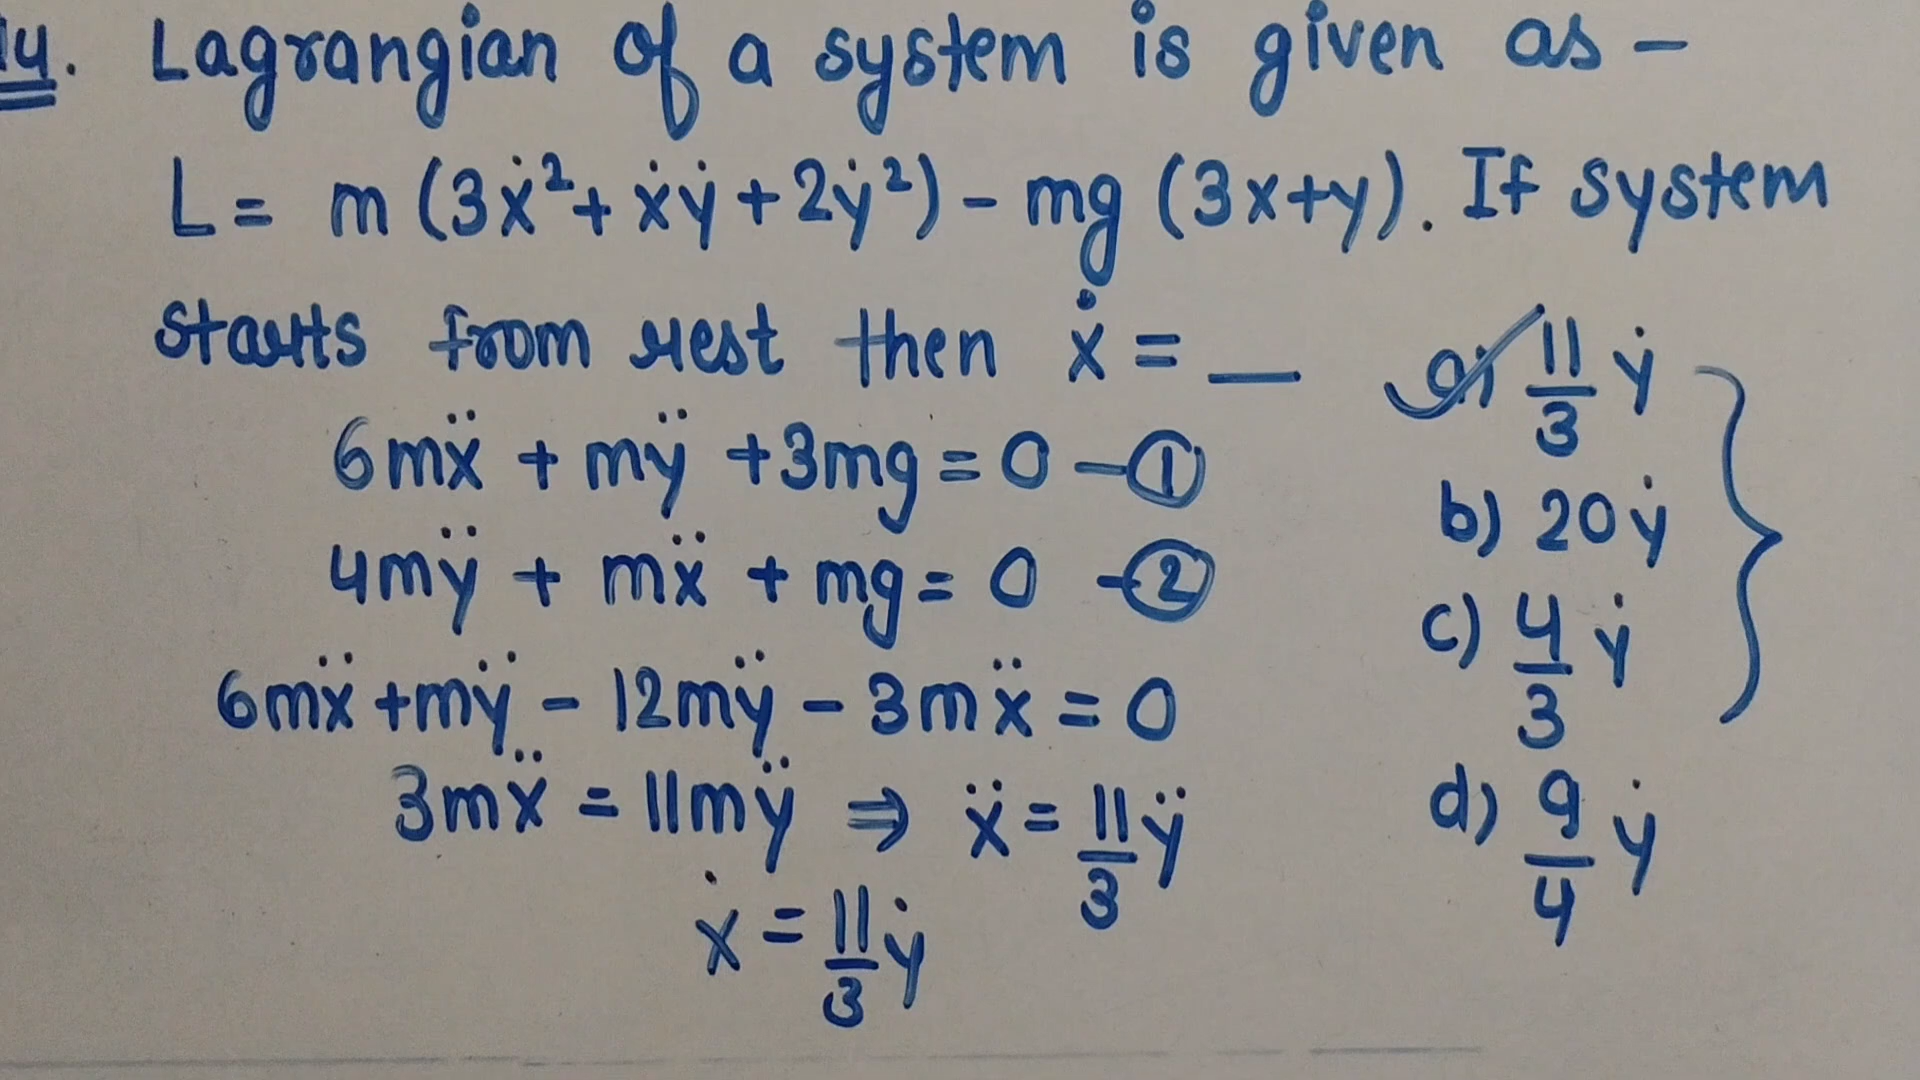 14. Lagrangian of a system is given as –
L = m (3ẋ² + ẋẏ + 2ẏ²) – mg (3x+y). If system
starts from rest then ẋ = __
a) 11/3 ẏ
6mẍ + mÿ + 3mg = 0 – ①
b) 20ẏ
4mÿ + mẍ + mg = 0 – ②
c) 4/3 ẏ
6mẍ + mÿ – 12mÿ – 3mẍ = 0
3mẍ = 11mÿ ⇒ ẍ = 11/3 ÿ
d) 9/4 ẏ
ẋ = 11/3 ẏ